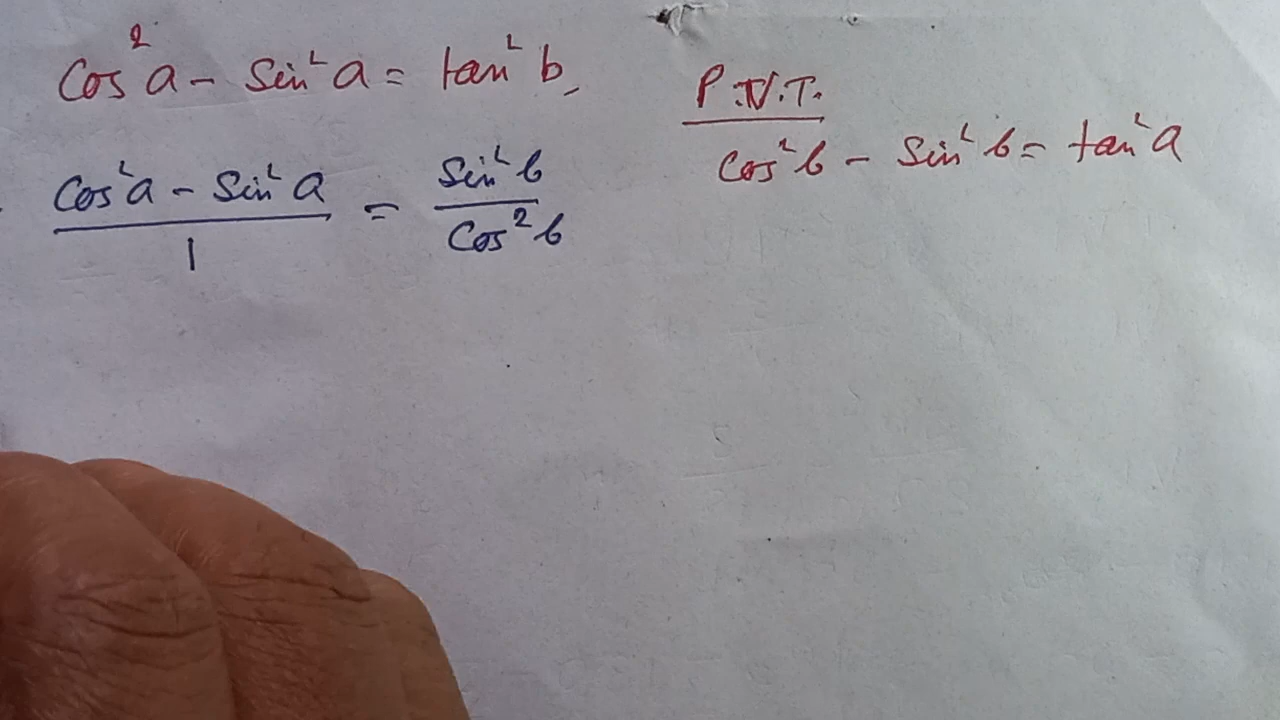 cos²a - sin²a = tan²b,
P.V.T.
cos²b - sin²b = tan²a
cos²a - sin²a / 1 = sin²b / cos²b